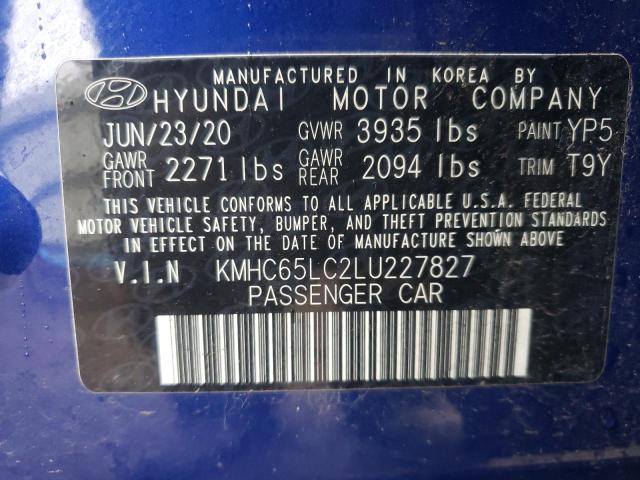 MANUFACTURED IN KOREA BY
HYUNDAI MOTOR COMPANY
JUN/23/20 GVWR 3935 lbs PAINT YP5
GAWR FRONT 2271 lbs GAWR REAR 2094 lbs TRIM T9Y
THIS VEHICLE CONFORMS TO ALL APPLICABLE U.S.A. FEDERAL
MOTOR VEHICLE SAFETY, BUMPER, AND THEFT PREVENTION STANDARDS
IN EFFECT ON THE DATE OF MANUFACTURE SHOWN ABOVE
V.I.N KMHC65LC2LU227827
PASSENGER CAR